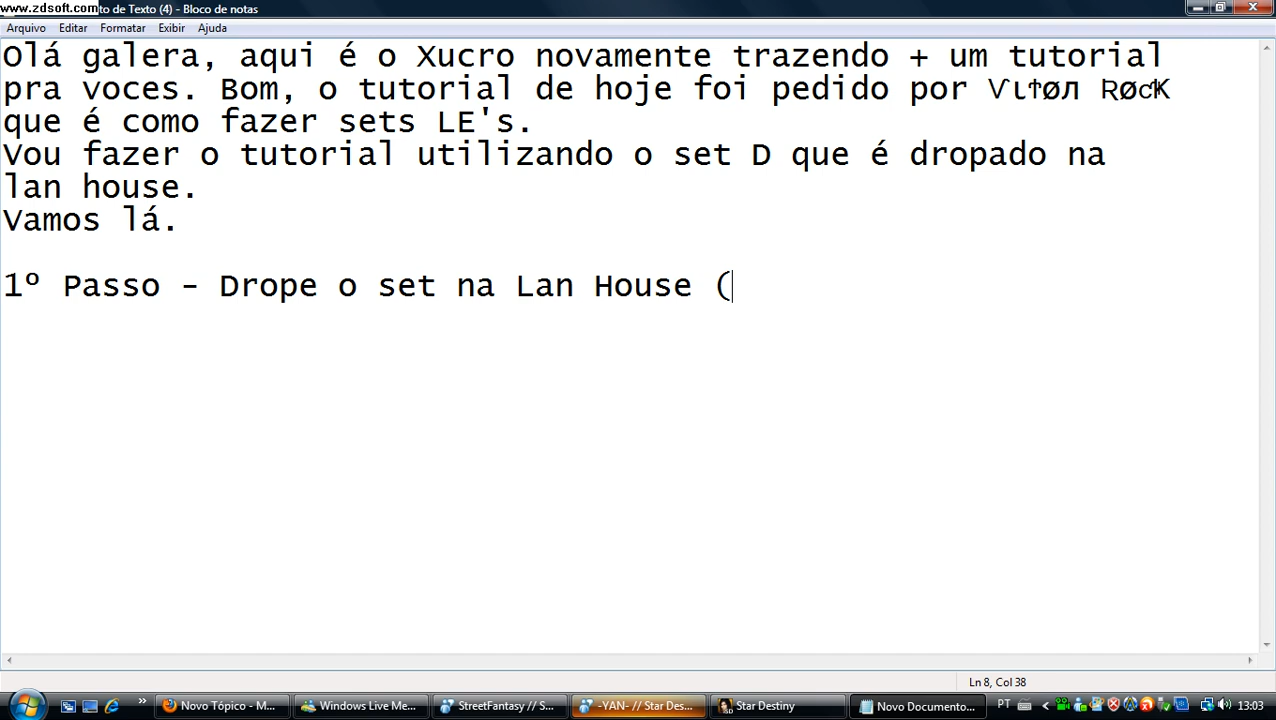 www.zdsoft.com to de Texto (4) - Bloco de notas
Arquivo Editar Formatar Exibir Ajuda
Olá galera, aqui é o Xucro novamente trazendo + um tutorial
pra voces. Bom, o tutorial de hoje foi pedido por
que é como fazer sets LE's.
Vou fazer o tutorial utilizando o set D que é dropado na
lan house.
Vamos lá.
1º Passo - Drope o set na Lan House (
Ln 8, Col 38
Novo Tópico - M... Windows Live Me... StreetFantasy // S... -YAN- // Star Des... Star Destiny Novo Documento... PT 13:03